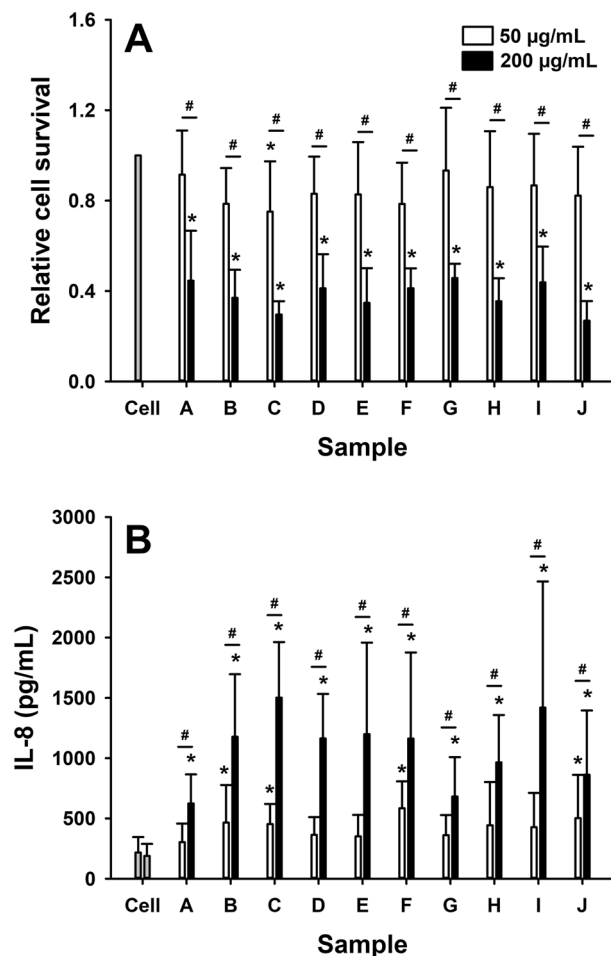 A
50 µg/mL
200 µg/mL
1.6
1.2
0.8
0.4
0.0
Relative cell survival
# # # # # # # # # #
*
* * * * * * * * * *
Cell A B C D E F G H I J
Sample
B
3000
2500
2000
1500
1000
500
0
IL-8 (pg/mL)
# # # # # # # # # #
* * * * * * * * * *
* * * *
Cell A B C D E F G H I J
Sample